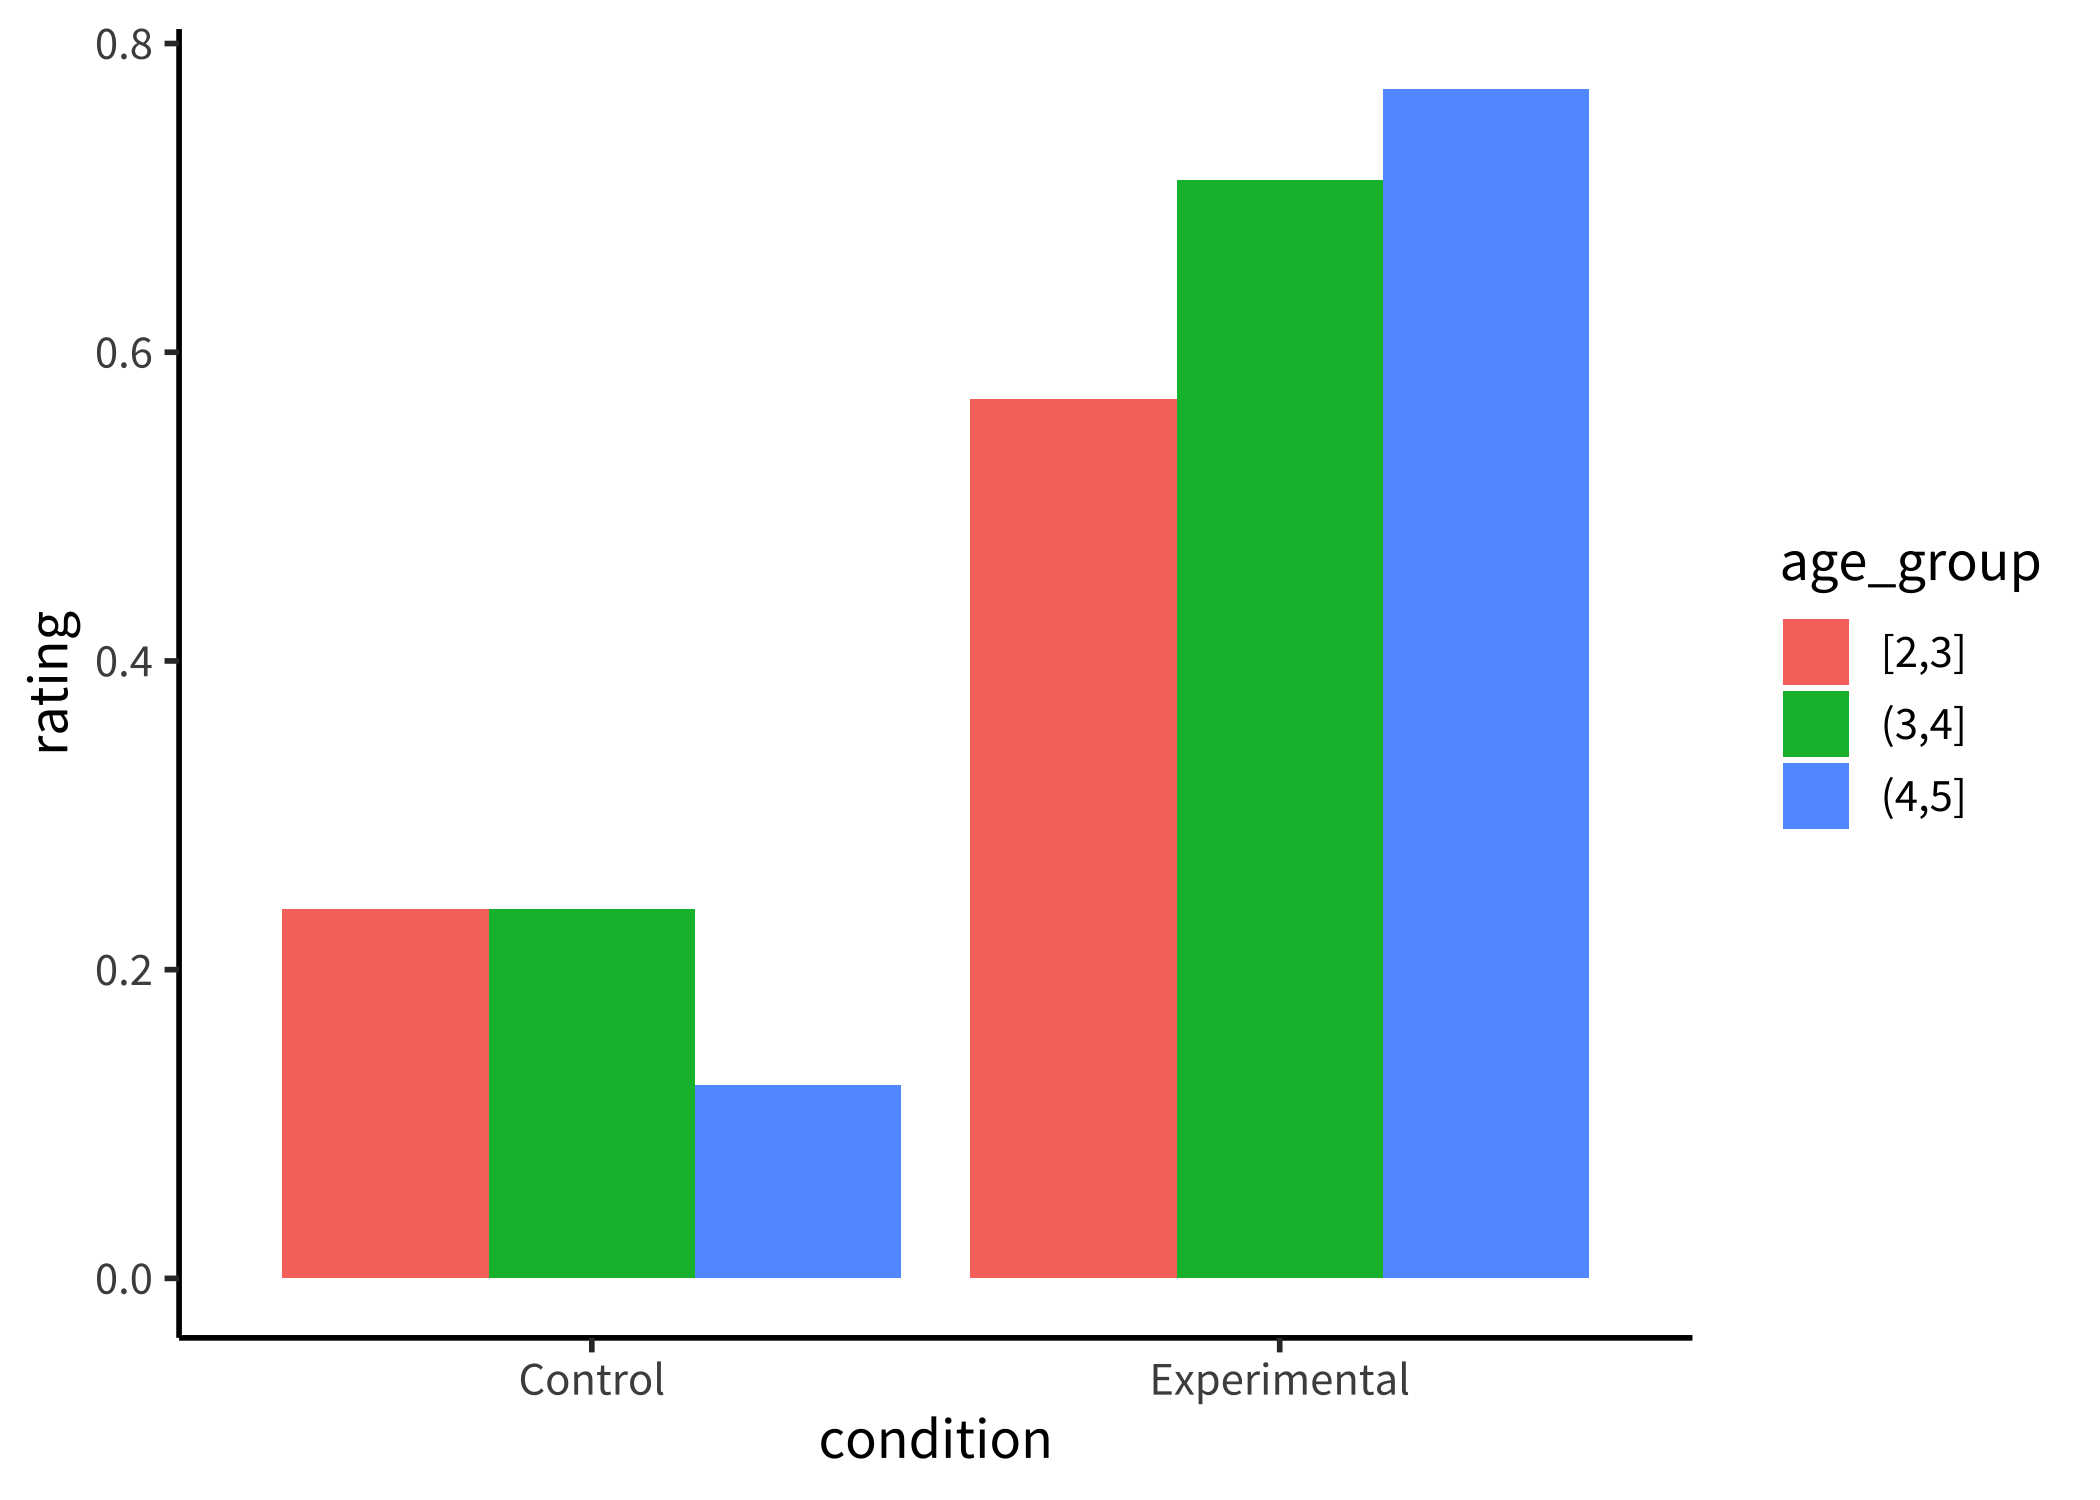 0.8
0.6
0.4
0.2
0.0
rating
Control
Experimental
condition
age_group
[2,3]
(3,4]
(4,5]